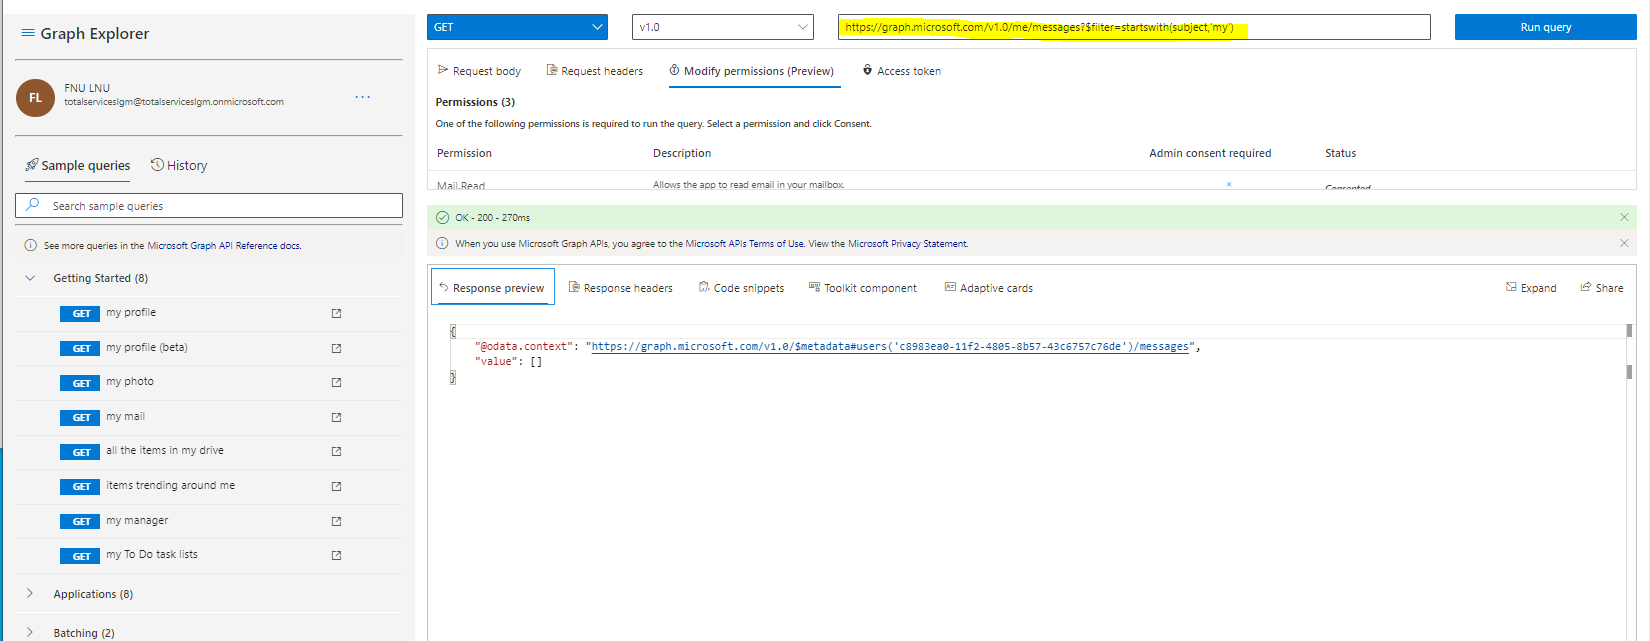 Graph Explorer
FL
FNU LNU
totalserviceslgm@totalserviceslgm.onmicrosoft.com
...
Sample queries
History
Search sample queries
See more queries in the Microsoft Graph API Reference docs.
Getting Started (8)
GET my profile
GET my profile (beta)
GET my photo
GET my mail
GET all the items in my drive
GET items trending around me
GET my manager
GET my To Do task lists
Applications (8)
Batching (2)
GET
v1.0
https://graph.microsoft.com/v1.0/me/messages?$filter=startswith(subject,'my')
Run query
Request body
Request headers
Modify permissions (Preview)
Access token
Permissions (3)
One of the following permissions is required to run the query. Select a permission and click Consent.
Permission Description Admin consent required Status
Mail.Read Allows the app to read email in your mailbox. Consented
OK - 200 - 270ms
When you use Microsoft Graph APIs, you agree to the Microsoft APIs Terms of Use. View the Microsoft Privacy Statement.
Response preview
Response headers
Code snippets
Toolkit component
Adaptive cards
Expand
Share
{
"@odata.context": "https://graph.microsoft.com/v1.0/$metadata#users('c8983ea0-11f2-4805-8b57-43c6757c76de')/messages",
"value": []
}